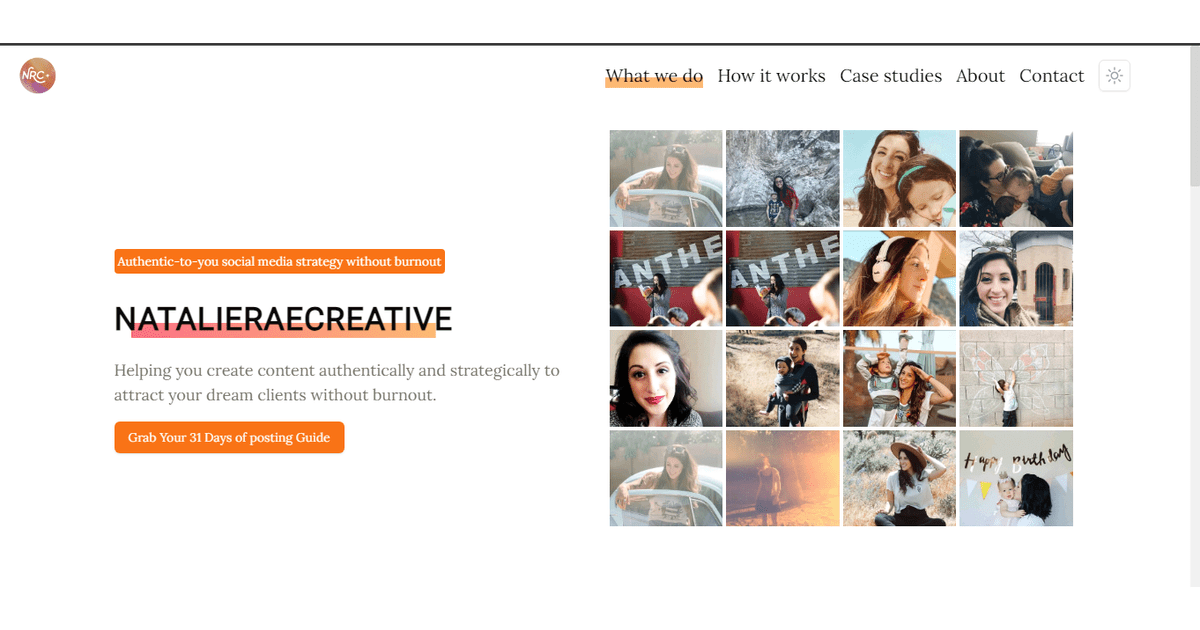 NRC
What we do How it works Case studies About Contact
Authentic-to-you social media strategy without burnout
NATALIERAECREATIVE
Helping you create content authentically and strategically to
attract your dream clients without burnout.
Grab Your 31 Days of posting Guide
ANTHE
ANTHE
Happy Birthday